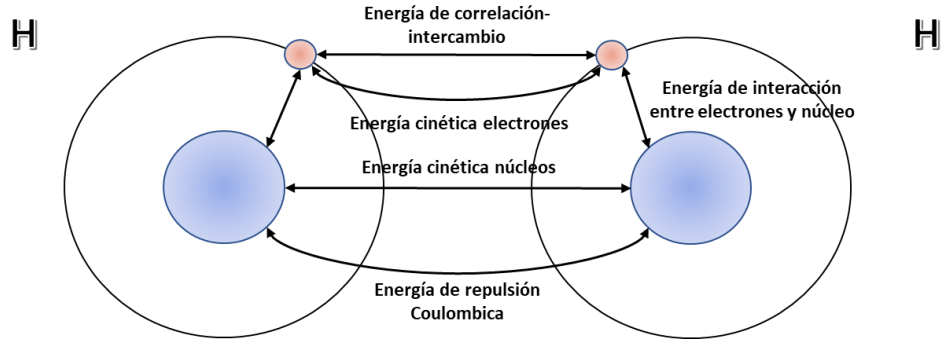 H
H
Energía de correlación-
intercambio
Energía de interacción
entre electrones y núcleo
Energía cinética electrones
Energía cinética núcleos
Energía de repulsión
Coulombica